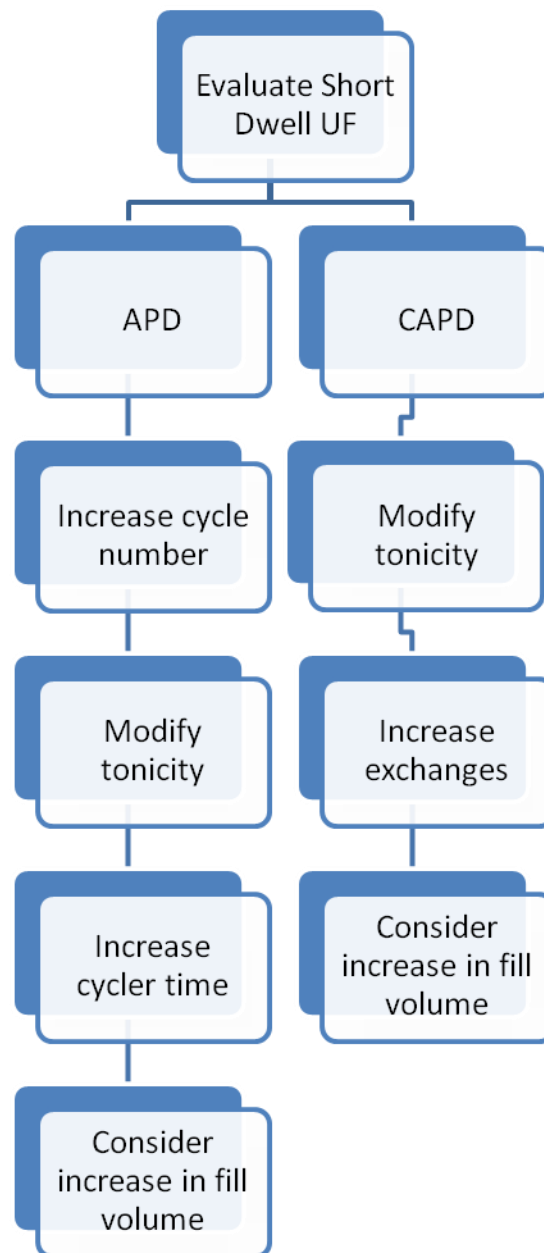 Evaluate Short
Dwell UF
APD
CAPD
Increase cycle
number
Modify
tonicity
Modify
tonicity
Increase
exchanges
Increase
cycler time
Consider
increase in fill
volume
Consider
increase in fill
volume